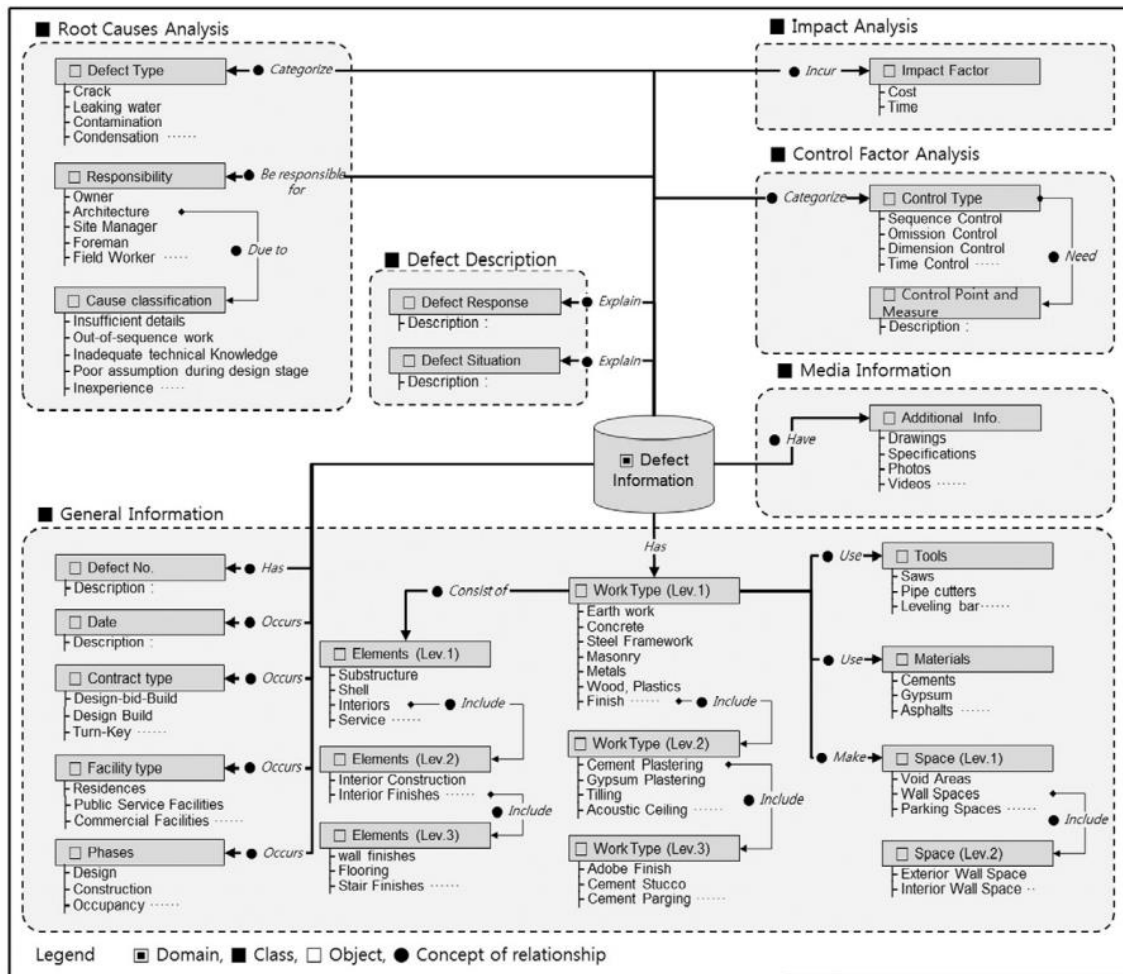 ■ Root Causes Analysis
□ Defect Type
Crack
Leaking water
Contamination
Condensation ······
● Categorize
□ Responsibility
Owner
Architecture
Site Manager
Foreman
Field Worker ·····
● Be responsible
for
● Due to
□ Cause classification
Insufficient details
Out-of-sequence work
Inadequate technical Knowledge
Poor assumption during design stage
Inexperience ·····
■ Impact Analysis
● Incur
□ Impact Factor
Cost
Time
■ Control Factor Analysis
● Categorize
□ Control Type
Sequence Control
Omission Control
Dimension Control
Time Control ·····
● Need
□ Control Point and
Measure
Description :
■ Defect Description
□ Defect Response
Description :
● Explain
□ Defect Situation
Description :
● Explain
■ Media Information
● Have
□ Additional Info.
Drawings
Specifications
Photos
Videos ······
▣ Defect
Information
■ General Information
□ Defect No.
Description :
● Has
□ Date
Description :
● Occurs
□ Contract type
Design-bid-Build
Design Build
Turn-Key ······
● Occurs
□ Facility type
Residences
Public Service Facilities
Commercial Facilities ·····
● Occurs
□ Phases
Design
Construction
Occupancy ······
● Occurs
Has
● Consist of
□ Elements (Lev.1)
Substructure
Shell
Interiors
Service ······
● Include
□ Elements (Lev.2)
Interior Construction
Interior Finishes ······
● Include
□ Elements (Lev.3)
wall finishes
Flooring
Stair Finishes ······
□ Work Type (Lev.1)
Earth work
Concrete
Steel Framework
Masonry
Metals
Wood, Plastics
Finish ·····
● Include
□ Work Type (Lev.2)
Cement Plastering
Gypsum Plastering
Tilling
Acoustic Ceiling ······
● Include
□ Work Type (Lev.3)
Adobe Finish
Cement Stucco
Cement Parging ······
● Use
□ Tools
Saws
Pipe cutters
Leveling bar······
● Use
□ Materials
Cements
Gypsum
Asphalts ······
● Make
□ Space (Lev.1)
Void Areas
Wall Spaces
Parking Spaces ······
● Include
□ Space (Lev.2)
Exterior Wall Space
Interior Wall Space ··
Legend ▣ Domain, ■ Class, □ Object, ● Concept of relationship